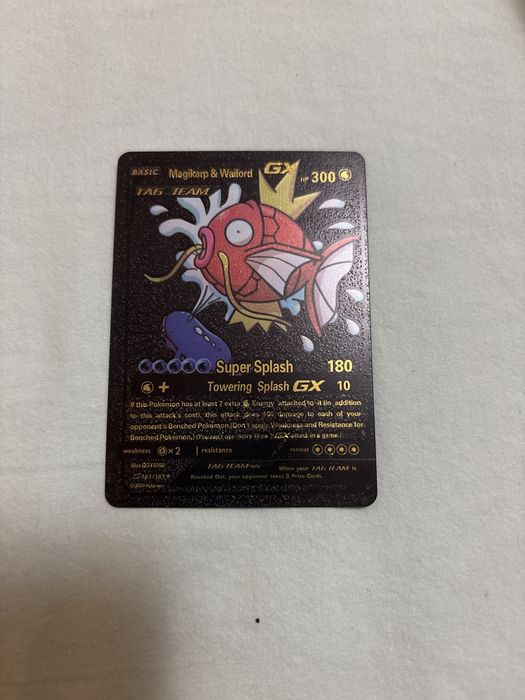 BASIC Magikarp & Wailord GX HP 300
TAG TEAM
Super Splash 180
+ Towering Splash GX 10
If this Pokémon has at least 7 extra Energy attached to it (in addition
to this attack's cost), this attack does 100 damage to each of your
opponent's Benched Pokémon. (Don't apply Weakness and Resistance for
Benched Pokémon.) (You can't use more than 1 GX attack in a game.)
weakness x 2 resistance retreat
TAG TEAM rule When your TAG TEAM is
Knocked Out, your opponent takes 3 Prize Cards.
©2019 Pokémon